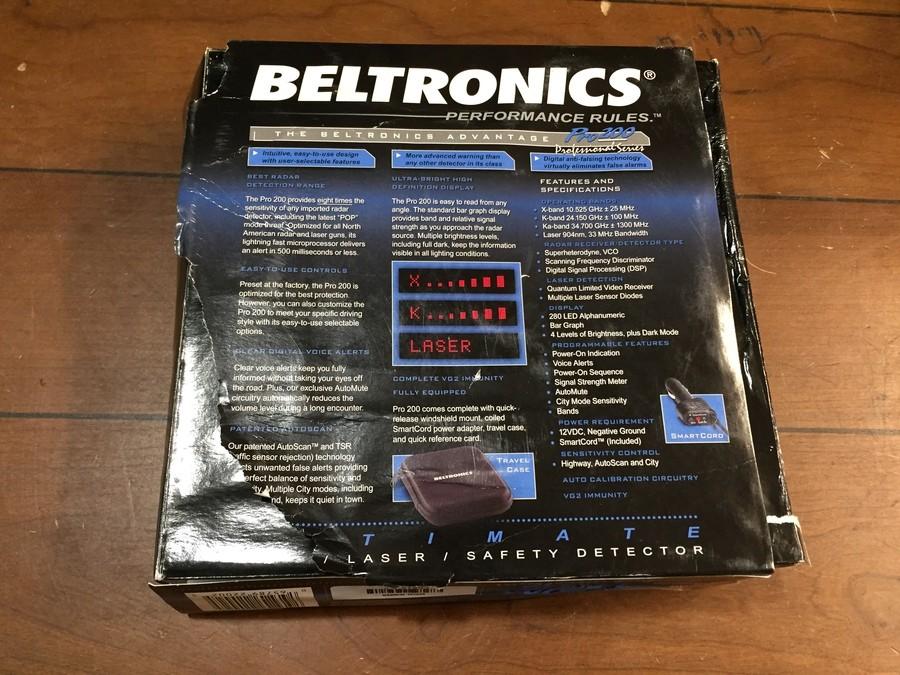 BELTRONICS®
PERFORMANCE RULES.™
THE BELTRONICS ADVANTAGE
Pro 200
Professional Series
Intuitive, easy-to-use design
with user-selectable features
BEST RADAR
DETECTION RANGE
The Pro 200 provides eight times the
sensitivity of any imported radar
detector, including the latest "POP"
mode threat. Optimized for all North
American radar and laser guns, its
lightning fast microprocessor delivers
an alert in 500 milliseconds or less.
EASY-TO-USE CONTROLS
Preset at the factory, the Pro 200 is
optimized for the best protection.
However, you can also customize the
Pro 200 to meet your specific driving
style with its easy-to-use selectable
options.
CLEAR DIGITAL VOICE ALERTS
Clear voice alerts keep you fully
informed without taking your eyes off
the road. Plus, our exclusive AutoMute
circuitry automatically reduces the
volume level during a long encounter.
PATENTED AUTOSCAN
Our patented AutoScan™ and TSR
affic sensor rejection) technology
cts unwanted false alerts providing
erfect balance of sensitivity and
ty. Multiple City modes, including
nd, keeps it quiet in town.
More advanced warning than
any other detector in its class
ULTRA-BRIGHT HIGH
DEFINITION DISPLAY
The Pro 200 is easy to read from any
angle. The standard bar graph display
provides band and relative signal
strength as you approach the radar
source. Multiple brightness levels,
including full dark, keep the information
visible in all lighting conditions.
X
K
LASER
COMPLETE VG2 IMMUNITY
FULLY EQUIPPED
Pro 200 comes complete with quick-
release windshield mount, coiled
SmartCord power adapter, travel case,
and quick reference card.
TRAVEL
CASE
BELTRONICS
Digital anti-falsing technology
virtually eliminates false alarms
FEATURES AND
SPECIFICATIONS
OPERATING BANDS
• X-band 10.525 GHz ± 25 MHz
• K-band 24.150 GHz ± 100 MHz
• Ka-band 34.700 GHz ± 1300 MHz
• Laser 904nm, 33 MHz Bandwidth
RADAR RECEIVER/DETECTOR TYPE
• Superheterodyne, VCO
• Scanning Frequency Discriminator
• Digital Signal Processing (DSP)
LASER DETECTION
• Quantum Limited Video Receiver
• Multiple Laser Sensor Diodes
DISPLAY
• 280 LED Alphanumeric
• Bar Graph
• 4 Levels of Brightness, plus Dark Mode
PROGRAMMABLE FEATURES
• Power-On Indication
• Voice Alerts
• Power-On Sequence
• Signal Strength Meter
• AutoMute
• City Mode Sensitivity
• Bands
POWER REQUIREMENT
• 12VDC, Negative Ground
• SmartCord™ (Included)
SENSITIVITY CONTROL
• Highway, AutoScan and City
AUTO CALIBRATION CIRCUITRY
VG2 IMMUNITY
SMARTCORD
TIMATE
/ LASER / SAFETY DETECTOR